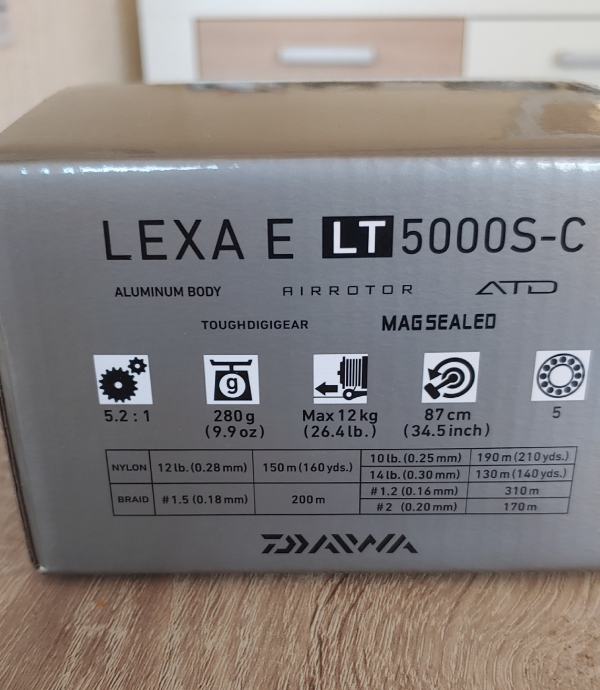 LEXA E LT 5000S-C
ALUMINUM BODY AIRROTOR ATD
TOUGHDIGIGEAR MAGSEALED
g
5.2 : 1 280g Max 12kg 87cm 5
(9.9oz) (26.4lb.) (34.5inch)
NYLON 12lb. (0.28mm) 150m (160yds.) 10lb. (0.25mm) 190m (210yds.)
14lb. (0.30mm) 130m (140yds.)
BRAID #1.5 (0.18mm) 200m #1.2 (0.16mm) 310m
#2 (0.20mm) 170m
DAIWA